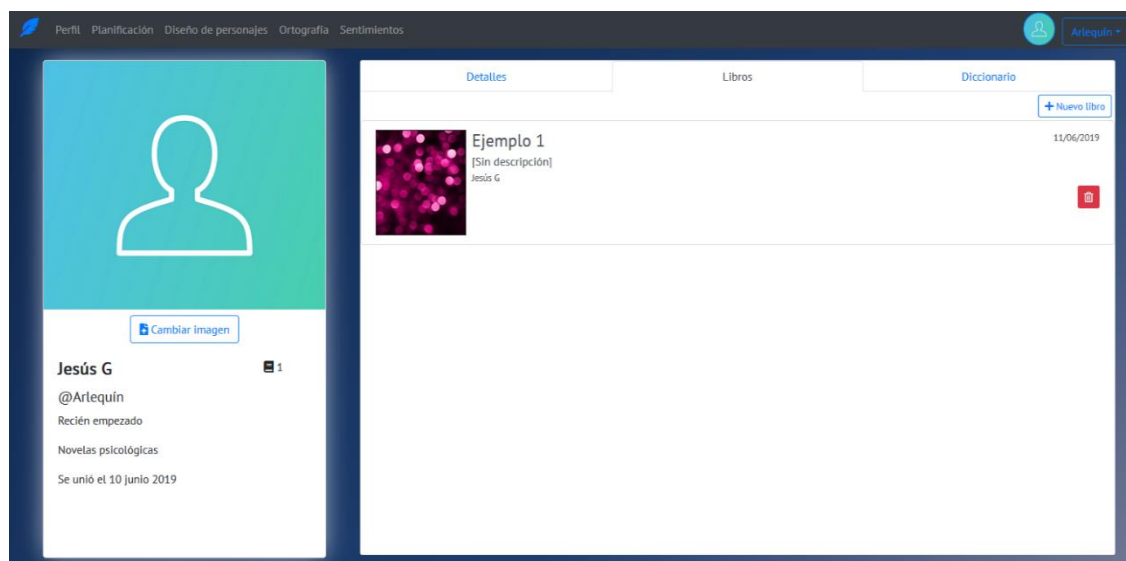 Perfil Planificación Diseño de personajes Ortografía Sentimientos
Arlequín
Detalles Libros Diccionario
Nuevo libro
Ejemplo 1
11/06/2019
[Sin descripción]
Jesús G
Cambiar imagen
Jesús G
1
@Arlequín
Recién empezado
Novelas psicológicas
Se unió el 10 junio 2019